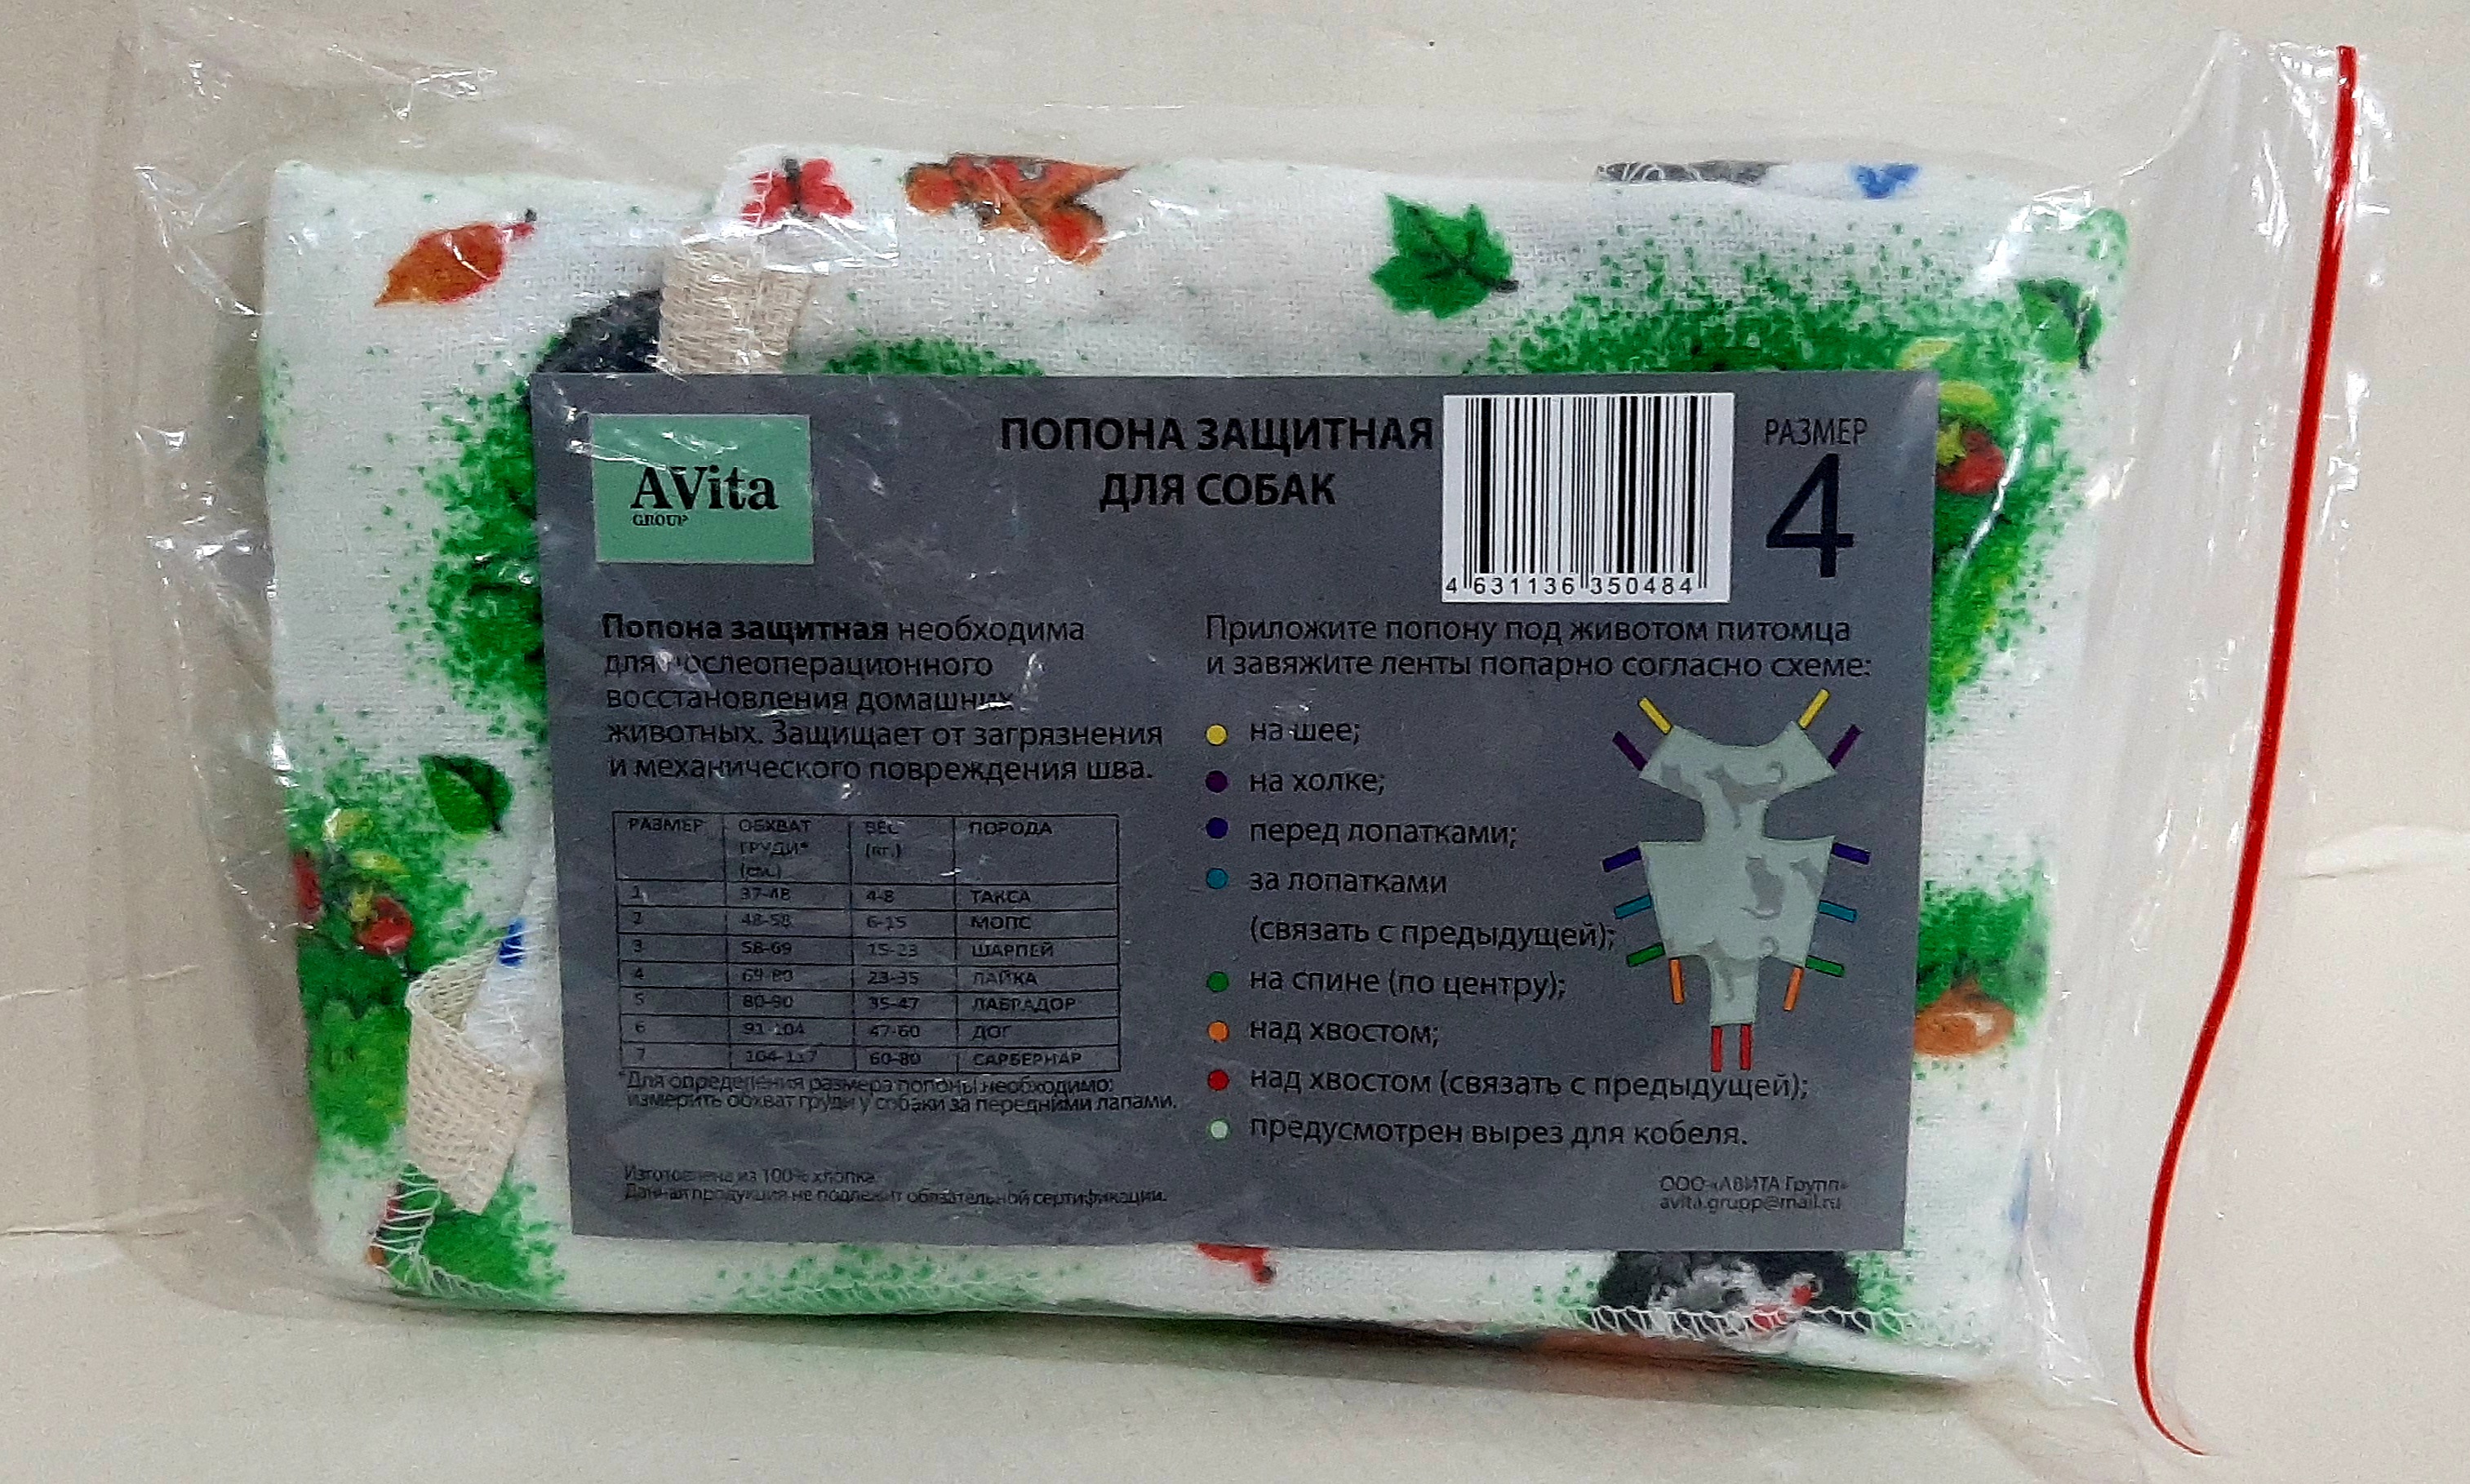 AVita
GROUP
ПОПОНА ЗАЩИТНАЯ
ДЛЯ СОБАК
4 631136 350484
РАЗМЕР
4
Попона защитная необходима
для послеоперационного
восстановления домашних
животных. Защищает от загрязнения
и механического повреждения шва.
РАЗМЕР ОБХВАТ ГРУДИ* (см.) ВЕС (кг.) ПОРОДА
1 37-48 4-8 ТАКСА
2 48-58 6-15 МОПС
3 58-69 15-23 ШАРПЕЙ
4 69-80 23-35 ЛАЙКА
5 80-90 35-47 ЛАБРАДОР
6 91-104 47-60 ДОГ
7 104-117 60-80 САРБЕРНАР
*Для определения размера попоны необходимо:
измерить обхват груди у собаки за передними лапами.
Изготовлена из 100% хлопка.
Данная продукция не подлежит обязательной сертификации.
Приложите попону под животом питомца
и завяжите ленты попарно согласно схеме:
на шее;
на холке;
перед лопатками;
за лопатками
(связать с предыдущей);
на спине (по центру);
над хвостом;
над хвостом (связать с предыдущей);
предусмотрен вырез для кобеля.
ООО «АВИТА Групп»
avita.grupp@mail.ru